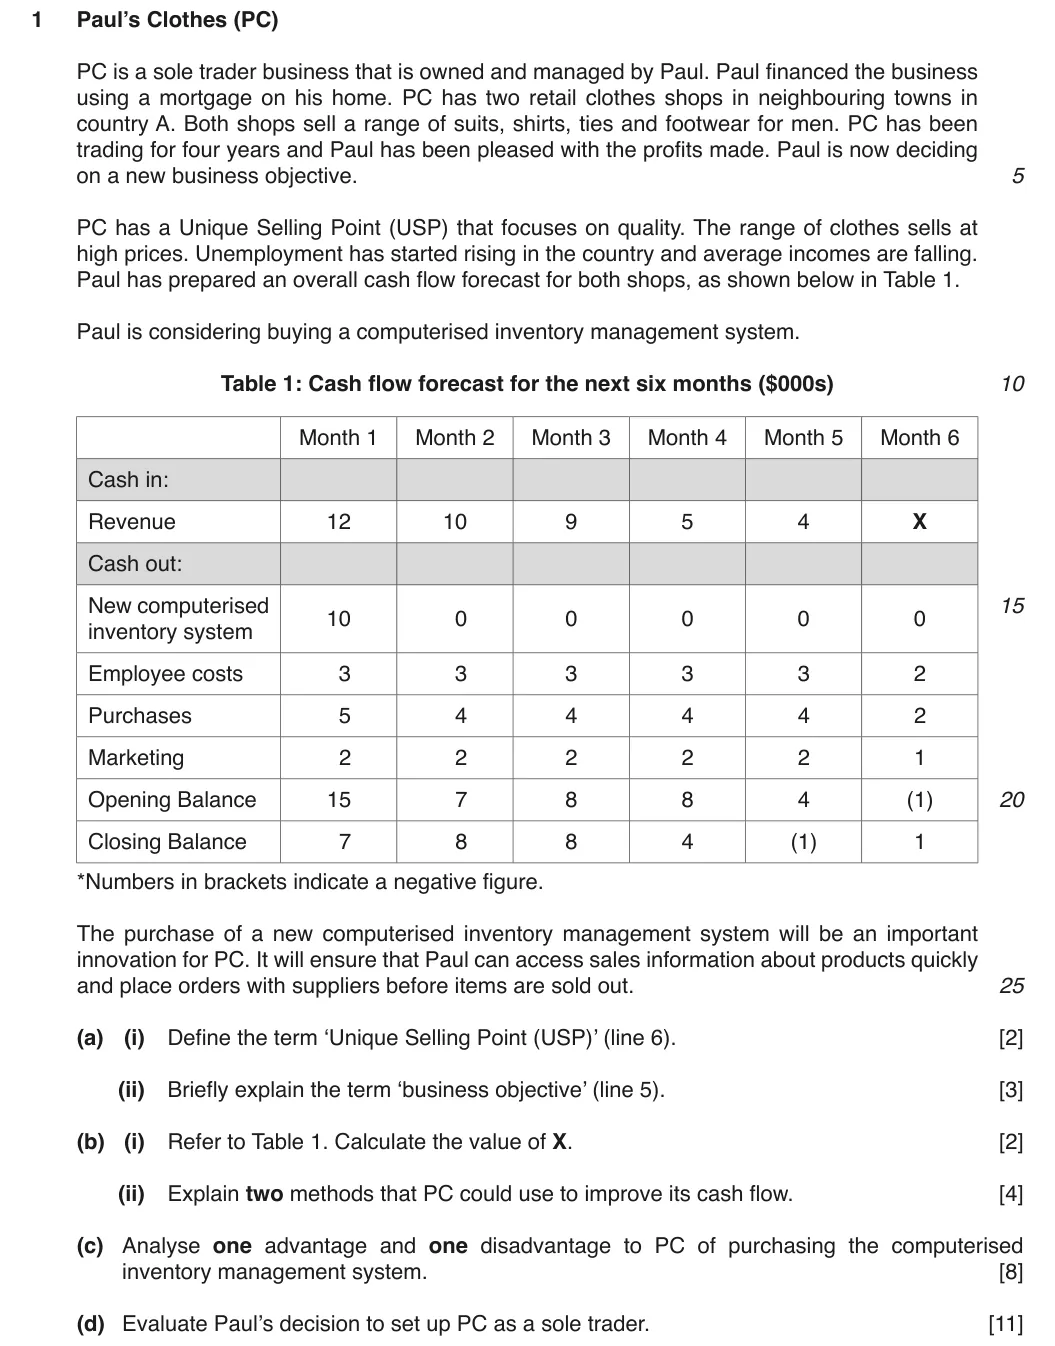 1 Paul’s Clothes (PC)
PC is a sole trader business that is owned and managed by Paul. Paul financed the business
using a mortgage on his home. PC has two retail clothes shops in neighbouring towns in
country A. Both shops sell a range of suits, shirts, ties and footwear for men. PC has been
trading for four years and Paul has been pleased with the profits made. Paul is now deciding
on a new business objective. 5
PC has a Unique Selling Point (USP) that focuses on quality. The range of clothes sells at
high prices. Unemployment has started rising in the country and average incomes are falling.
Paul has prepared an overall cash flow forecast for both shops, as shown below in Table 1.
Paul is considering buying a computerised inventory management system.
Table 1: Cash flow forecast for the next six months ($000s) 10
Month 1 Month 2 Month 3 Month 4 Month 5 Month 6
Cash in:
Revenue 12 10 9 5 4 X
Cash out:
New computerised 15
inventory system 10 0 0 0 0 0
Employee costs 3 3 3 3 3 2
Purchases 5 4 4 4 4 2
Marketing 2 2 2 2 2 1
Opening Balance 15 7 8 8 4 (1) 20
Closing Balance 7 8 8 4 (1) 1
*Numbers in brackets indicate a negative figure.
The purchase of a new computerised inventory management system will be an important
innovation for PC. It will ensure that Paul can access sales information about products quickly
and place orders with suppliers before items are sold out. 25
(a) (i) Define the term ‘Unique Selling Point (USP)’ (line 6). [2]
(ii) Briefly explain the term ‘business objective’ (line 5). [3]
(b) (i) Refer to Table 1. Calculate the value of X. [2]
(ii) Explain two methods that PC could use to improve its cash flow. [4]
(c) Analyse one advantage and one disadvantage to PC of purchasing the computerised
inventory management system. [8]
(d) Evaluate Paul’s decision to set up PC as a sole trader. [11]